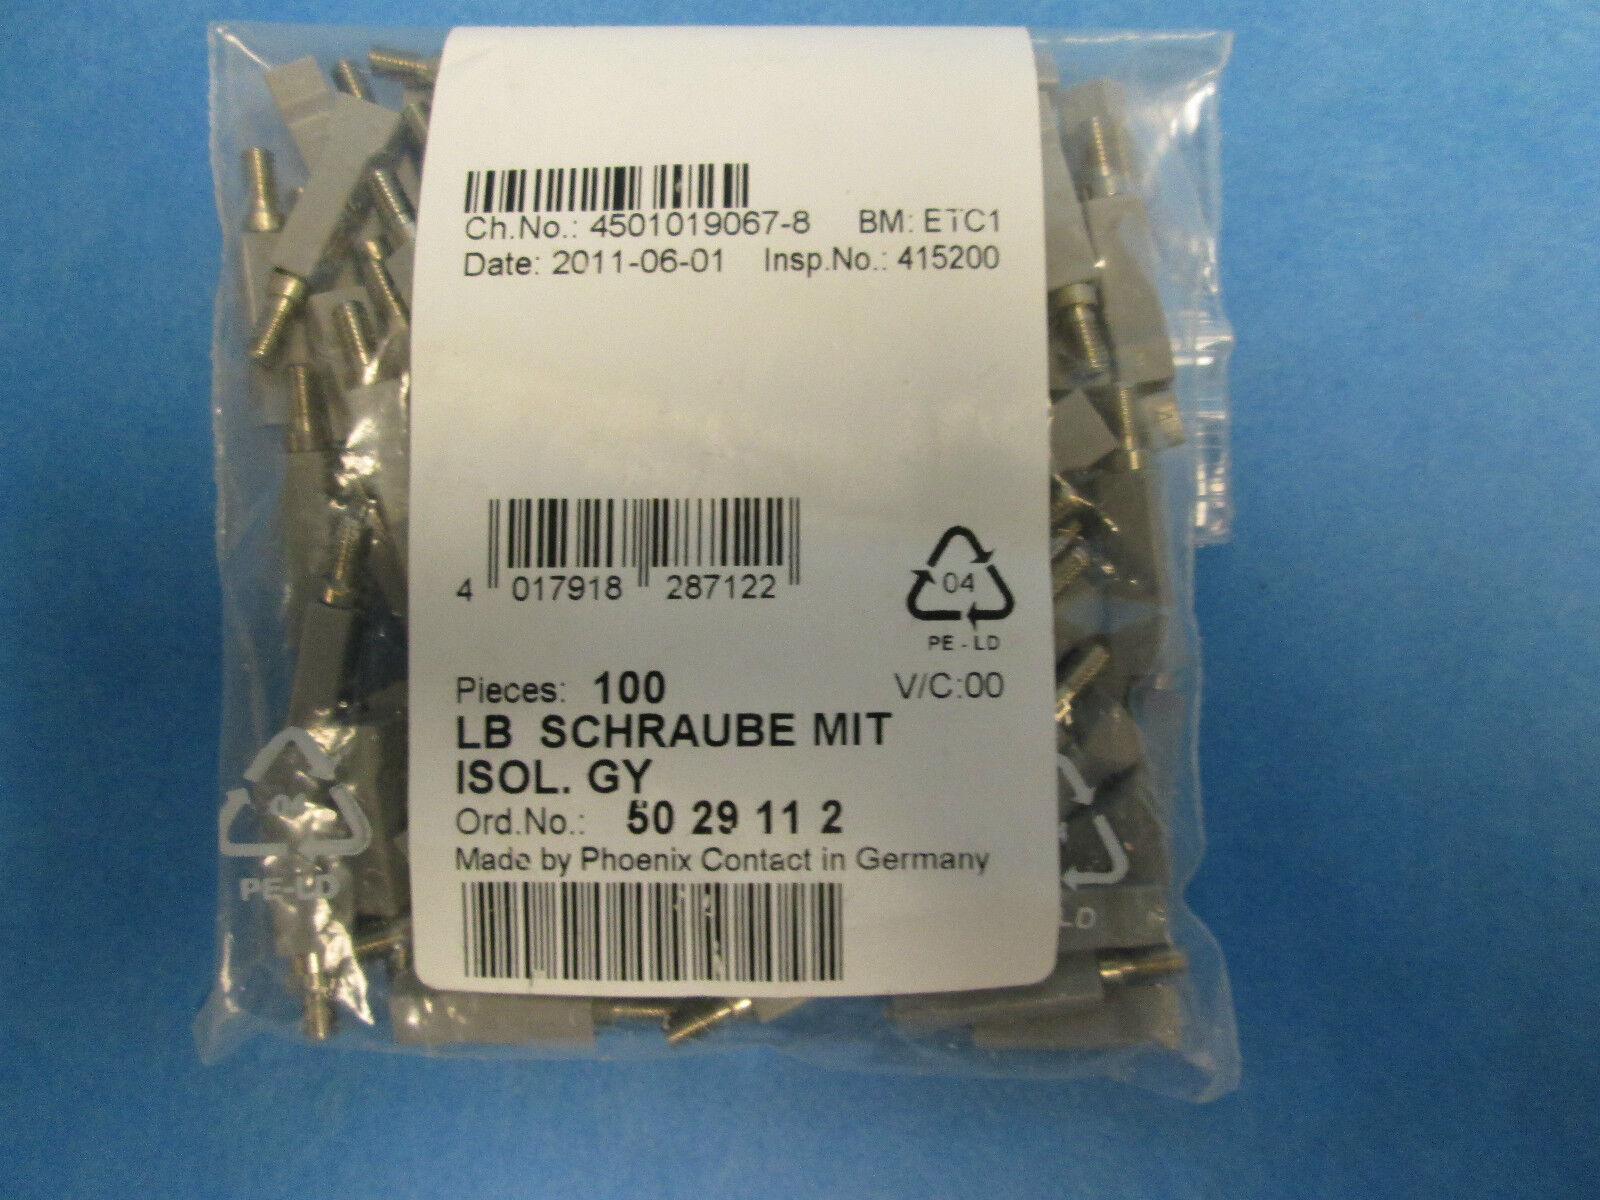 Ch.No.: 4501019067-8 BM: ETC1
Date: 2011-06-01 Insp.No.: 415200
4 017918 287122
04
PE - LD
Pieces: 100 V/C:00
LB SCHRAUBE MIT
ISOL. GY
Ord.No.: 50 29 11 2
Made by Phoenix Contact in Germany
04
PE-LD
LD